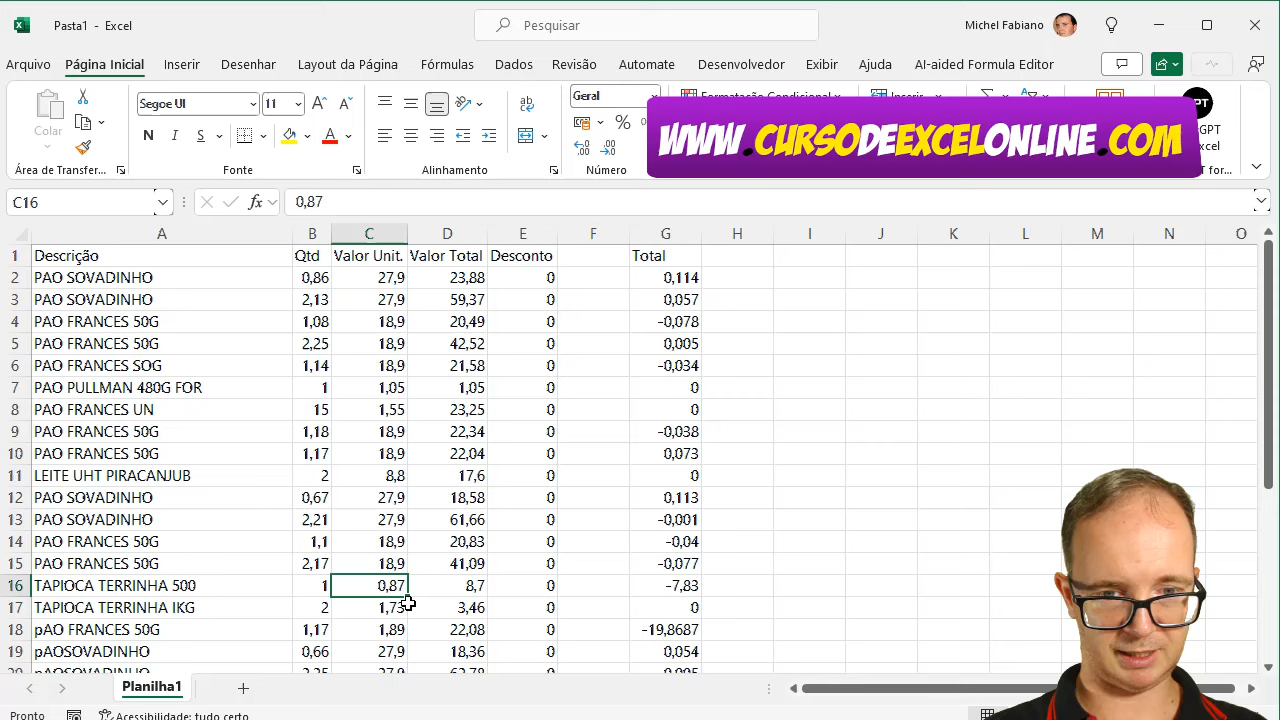 Pasta1 - Excel
Pesquisar
Michel Fabiano
Arquivo Página Inicial Inserir Desenhar Layout da Página Fórmulas Dados Revisão Automate Desenvolvedor Exibir Ajuda AI-aided Formula Editor
Colar
Segoe UI 11
Geral
Área de Transfer... Fonte Alinhamento Número
WWW.CURSODEEXCELONLINE.COM
C16 fx 0,87
A B C D E F G H I J K L M N O
1 Descrição Qtd Valor Unit. Valor Total Desconto Total
2 PAO SOVADINHO 0,86 27,9 23,88 0 0,114
3 PAO SOVADINHO 2,13 27,9 59,37 0 0,057
4 PAO FRANCES 50G 1,08 18,9 20,49 0 -0,078
5 PAO FRANCES 50G 2,25 18,9 42,52 0 0,005
6 PAO FRANCES SOG 1,14 18,9 21,58 0 -0,034
7 PAO PULLMAN 480G FOR 1 1,05 1,05 0 0
8 PAO FRANCES UN 15 1,55 23,25 0 0
9 PAO FRANCES 50G 1,18 18,9 22,34 0 -0,038
10 PAO FRANCES 50G 1,17 18,9 22,04 0 0,073
11 LEITE UHT PIRACANJUB 2 8,8 17,6 0 0
12 PAO SOVADINHO 0,67 27,9 18,58 0 0,113
13 PAO SOVADINHO 2,21 27,9 61,66 0 -0,001
14 PAO FRANCES 50G 1,1 18,9 20,83 0 -0,04
15 PAO FRANCES 50G 2,17 18,9 41,09 0 -0,077
16 TAPIOCA TERRINHA 500 1 0,87 8,7 0 -7,83
17 TAPIOCA TERRINHA IKG 2 1,73 3,46 0 0
18 pAO FRANCES 50G 1,17 1,89 22,08 0 -19,8687
19 pAOSOVADINHO 0,66 27,9 18,36 0 0,054
Planilha1
Pronto Acessibilidade: tudo certo